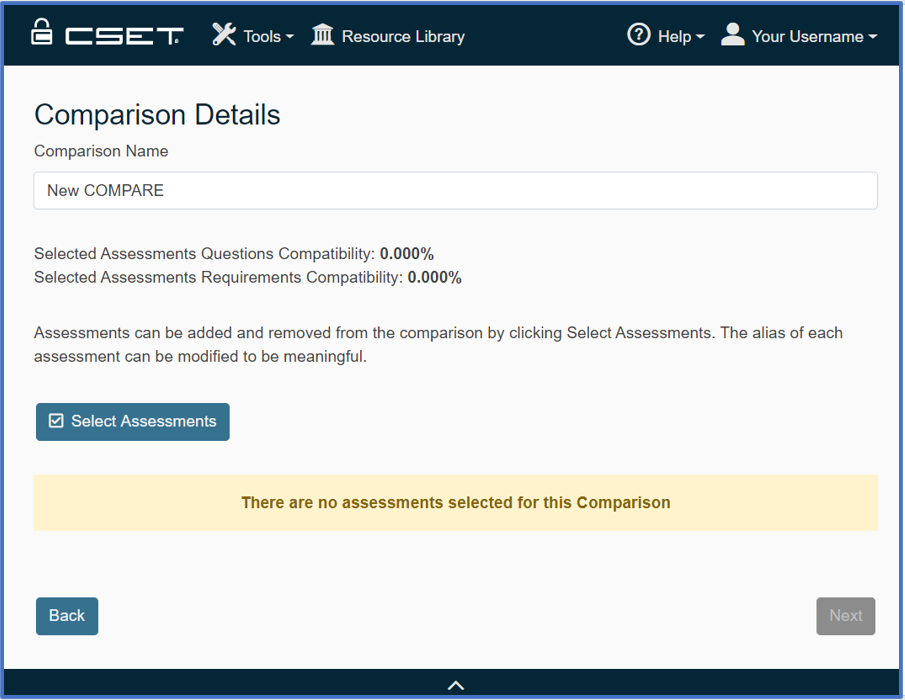 CSET Tools Resource Library Help Your Username
Comparison Details
Comparison Name
New COMPARE
Selected Assessments Questions Compatibility: 0.000%
Selected Assessments Requirements Compatibility: 0.000%
Assessments can be added and removed from the comparison by clicking Select Assessments. The alias of each
assessment can be modified to be meaningful.
Select Assessments
There are no assessments selected for this Comparison
Back Next